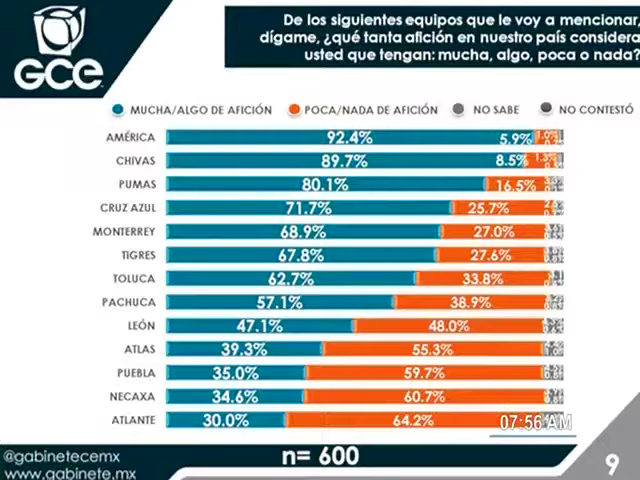 De los siguientes equipos que le voy a mencionar,
dígame, ¿qué tanta afición en nuestro país considera
usted que tengan: mucha, algo, poca o nada?
GCE
MUCHA/ALGO DE AFICIÓN POCA/NADA DE AFICIÓN NO SABE NO CONTESTÓ
AMÉRICA 92.4% 5.9% 1.0%
CHIVAS 89.7% 8.5% 1.3%
PUMAS 80.1% 16.5%
CRUZ AZUL 71.7% 25.7%
MONTERREY 68.9% 27.0%
TIGRES 67.8% 27.6%
TOLUCA 62.7% 33.8%
PACHUCA 57.1% 38.9%
LEÓN 47.1% 48.0%
ATLAS 39.3% 55.3%
PUEBLA 35.0% 59.7%
NECAXA 34.6% 60.7%
ATLANTE 30.0% 64.2%
07:56 AM
@gabinetecemx
www.gabinete.mx
n= 600
9